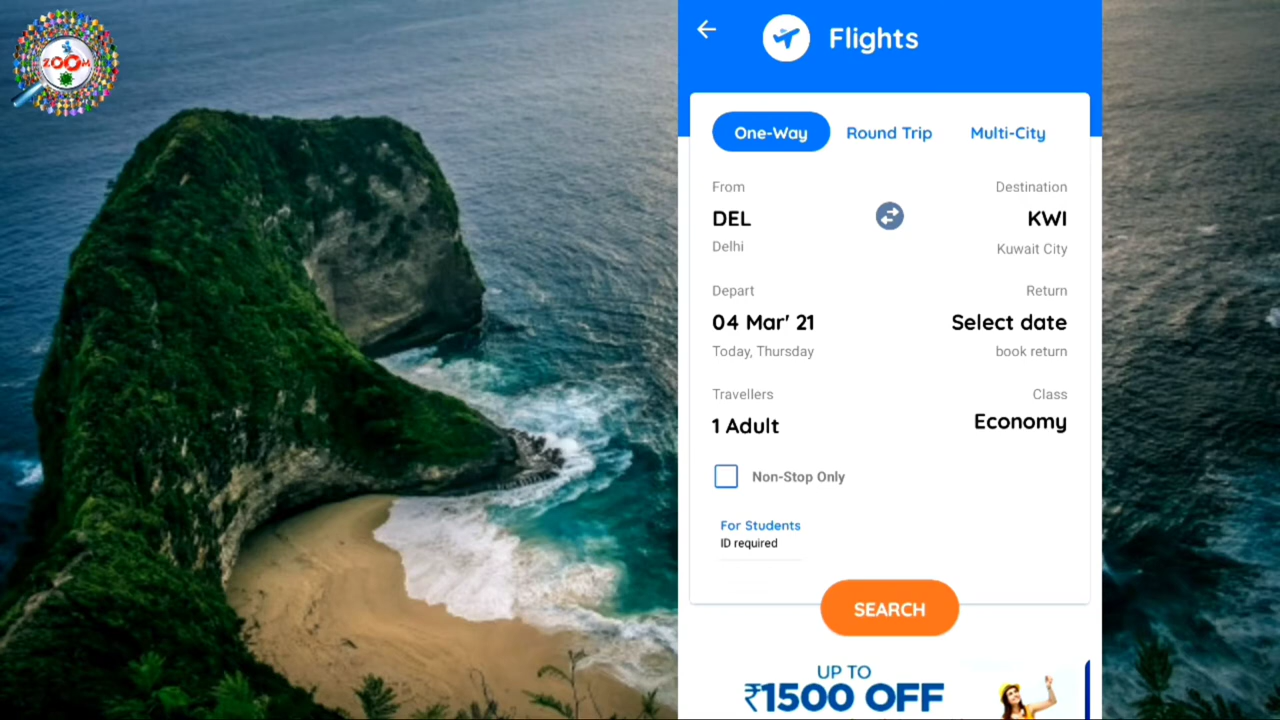 ZOOM
Flights
One-Way Round Trip Multi-City
From Destination
DEL KWI
Delhi Kuwait City
Depart Return
04 Mar' 21 Select date
Today, Thursday book return
Travellers Class
1 Adult Economy
Non-Stop Only
For Students
ID required
SEARCH
UP TO
₹1500 OFF